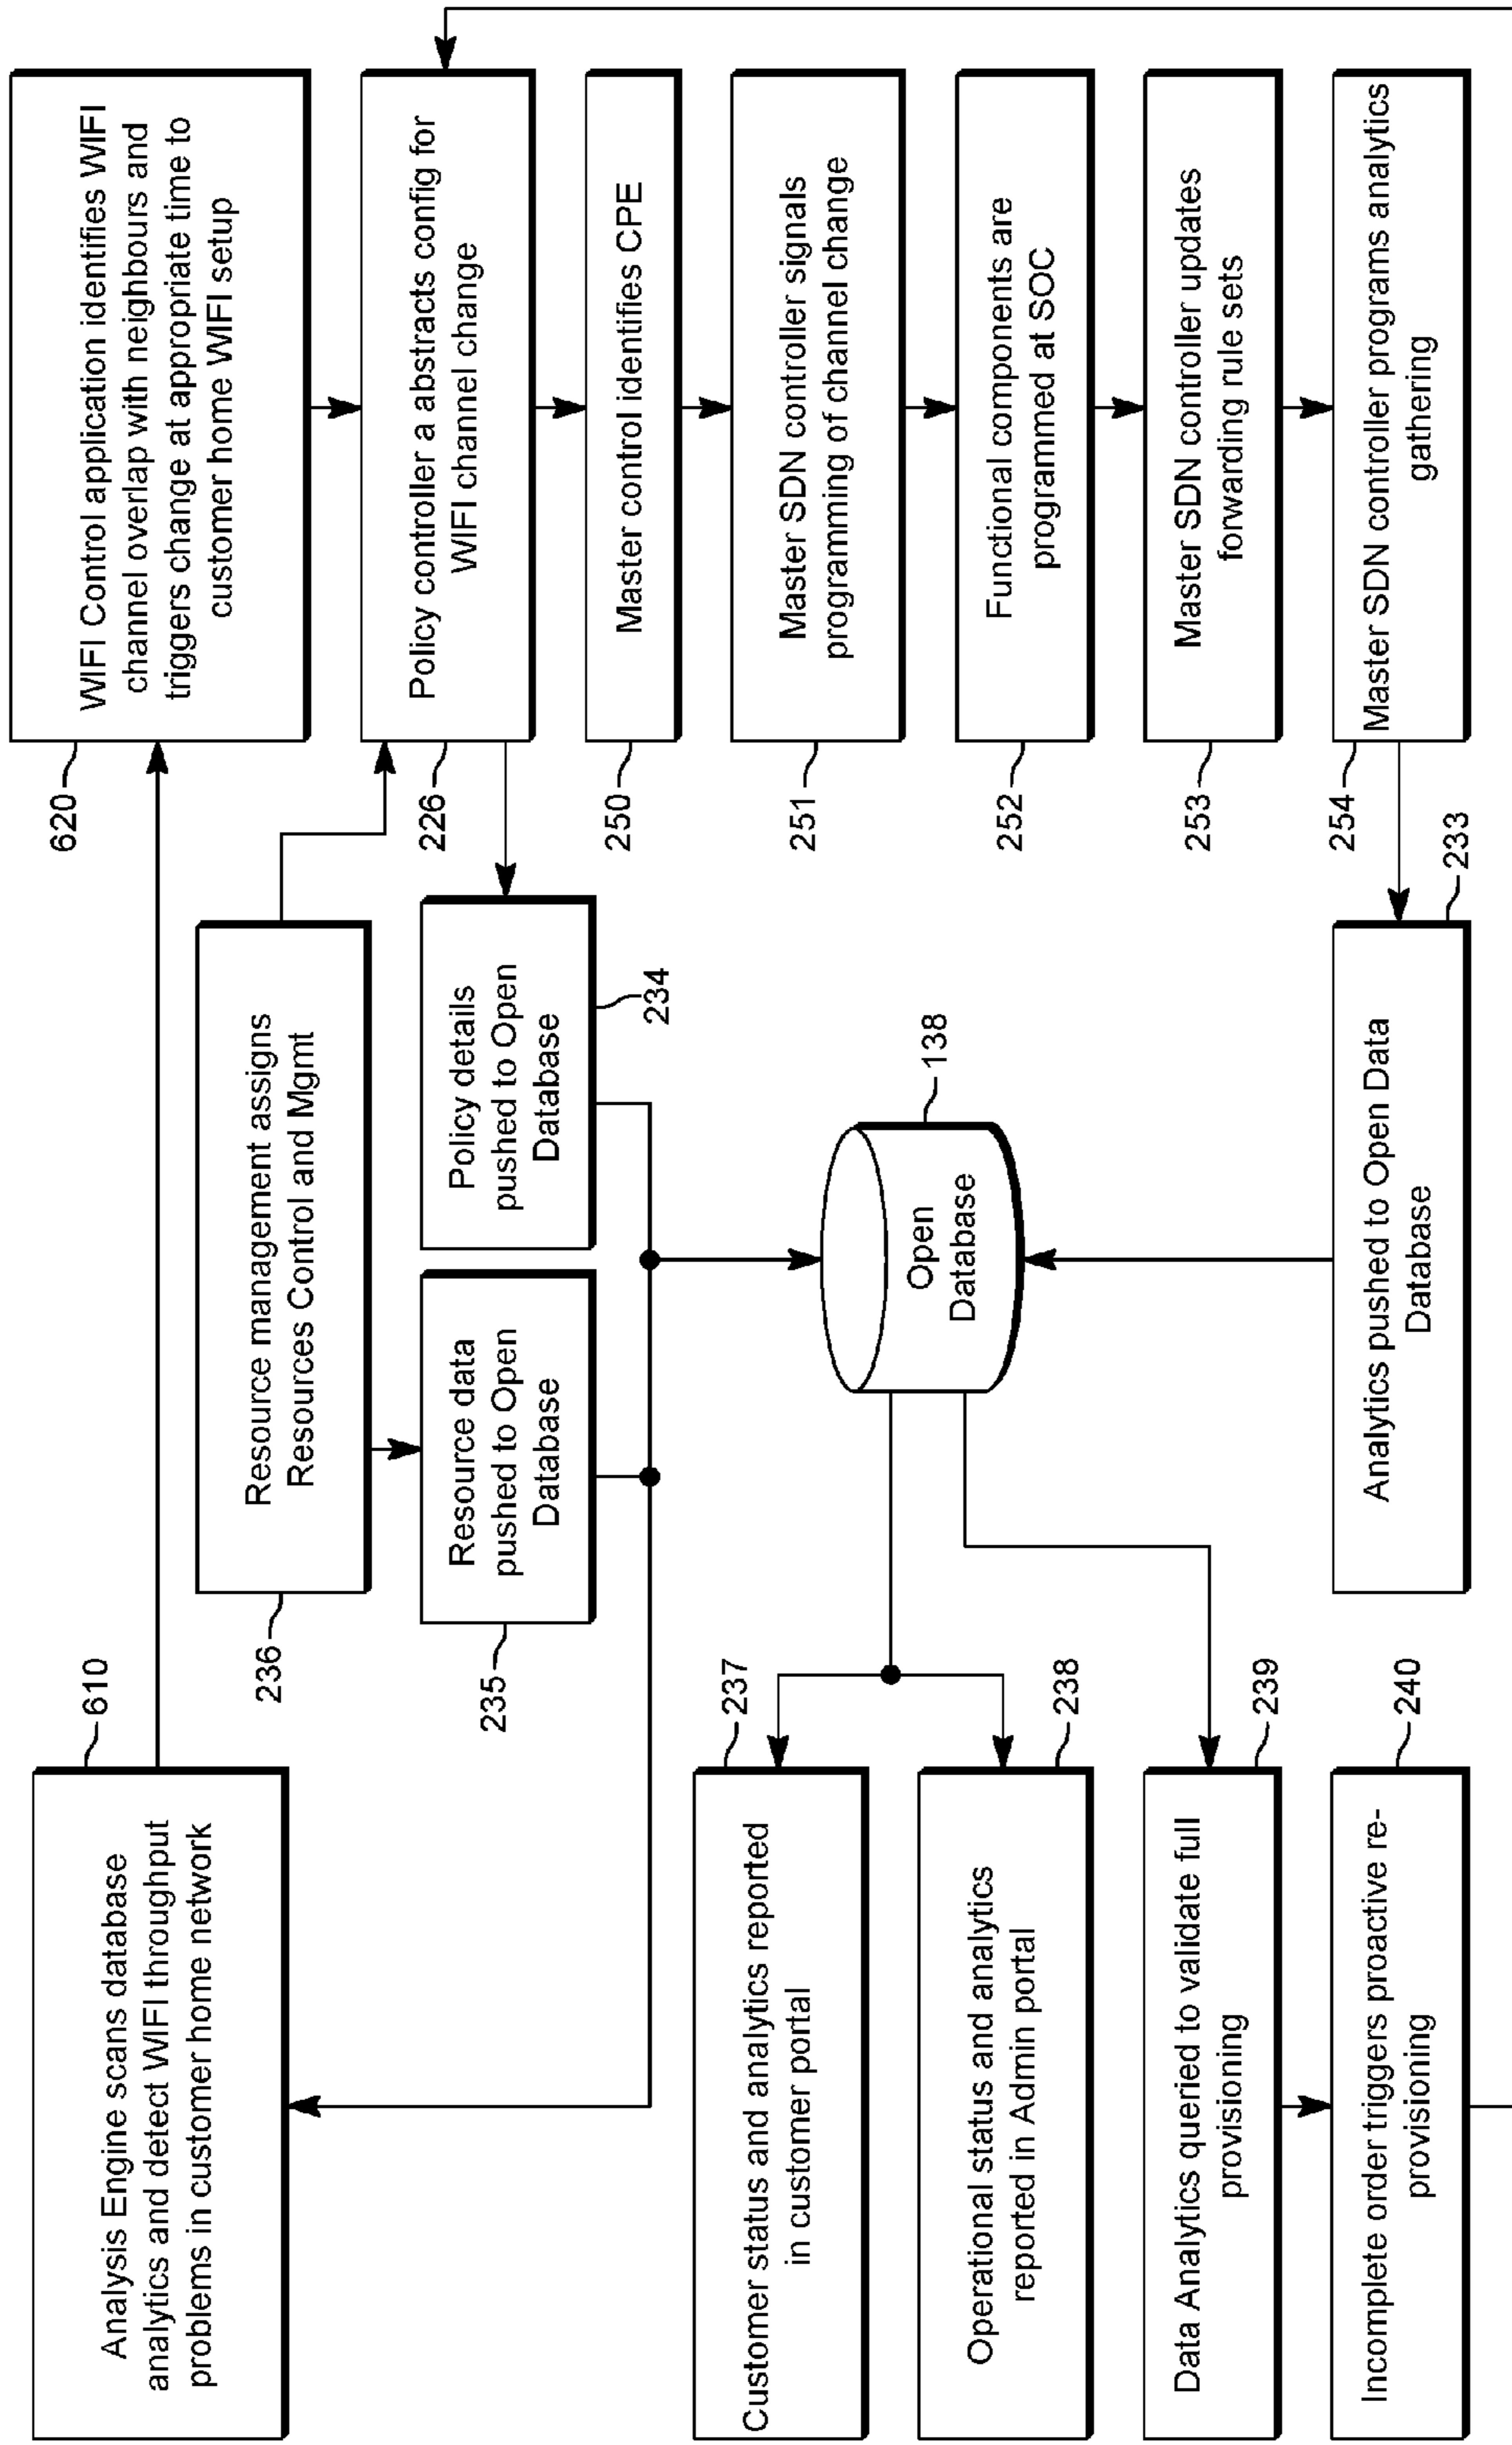 Analysis Engine scans database
analytics and detect WIFI throughput
problems in customer home network
610
WIFI Control application identifies WIFI
channel overlap with neighbours and
triggers change at appropriate time to
customer home WIFI setup
620
Resource management assigns
Resources Control and Mgmt
236
Policy controller a abstracts config for
WIFI channel change
226
Resource data
pushed to Open
Database
235
Policy details
pushed to Open
Database
234
Master control identifies CPE
250
Customer status and analytics reported
in customer portal
237
Master SDN controller signals
programming of channel change
251
Open
Database
138
Operational status and analytics
reported in Admin portal
238
Functional components are
programmed at SOC
252
Data Analytics queried to validate full
provisioning
239
Master SDN controller updates
forwarding rule sets
253
Incomplete order triggers proactive re-
provisioning
240
Analytics pushed to Open Data
Database
233
Master SDN controller programs analytics
gathering
254